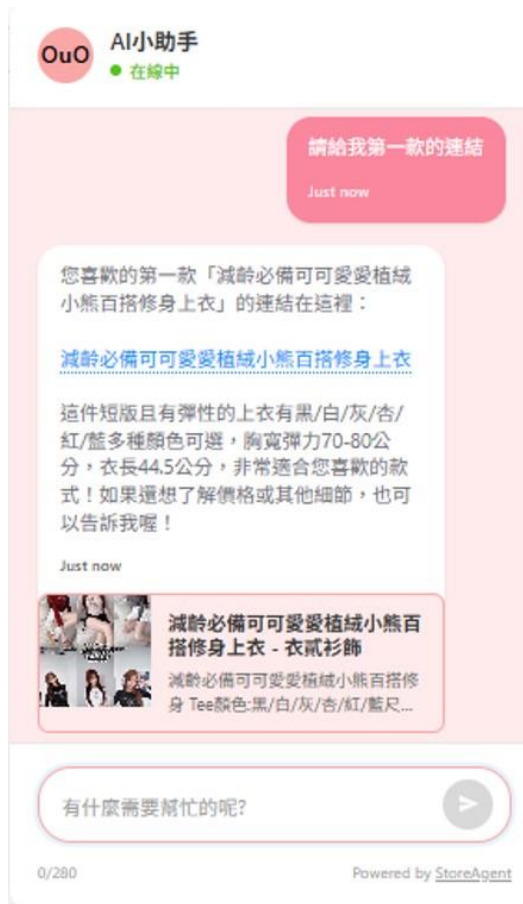 OuO
AI小助手
在線中
請給我第一款的連結
Just now
您喜歡的第一款「減齡必備可可愛愛植絨
小熊百搭修身上衣」的連結在這裡：
減齡必備可可愛愛植絨小熊百搭修身上衣
這件短版且有彈性的上衣有黑/白/灰/杏/
紅/藍多種顏色可選，胸寬彈力70-80公
分，衣長44.5公分，非常適合您喜歡的款
式！如果還想了解價格或其他細節，也可
以告訴我喔！
Just now
減齡必備可可愛愛植絨小熊百
搭修身上衣 - 衣貳衫飾
減齡必備可可愛愛植絨小熊百搭修
身 Tee顏色:黑/白/灰/杏/紅/藍尺...
有什麼需要幫忙的呢?
0/280
Powered by StoreAgent